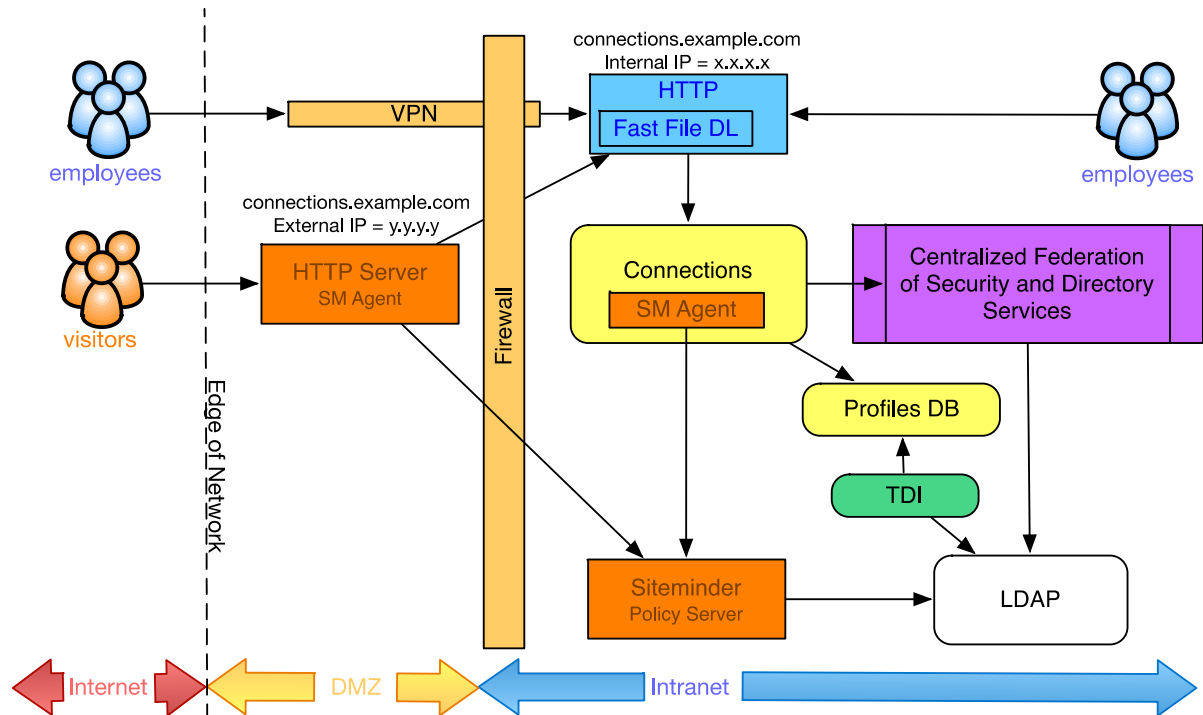 connections.example.com
Internal IP = x.x.x.x
HTTP
Fast File DL
VPN
employees
employees
connections.example.com
External IP = y.y.y.y
HTTP Server
SM Agent
visitors
Firewall
Edge of Network
Connections
SM Agent
Centralized Federation
of Security and Directory
Services
Profiles DB
TDI
Siteminder
Policy Server
LDAP
Internet
DMZ
Intranet